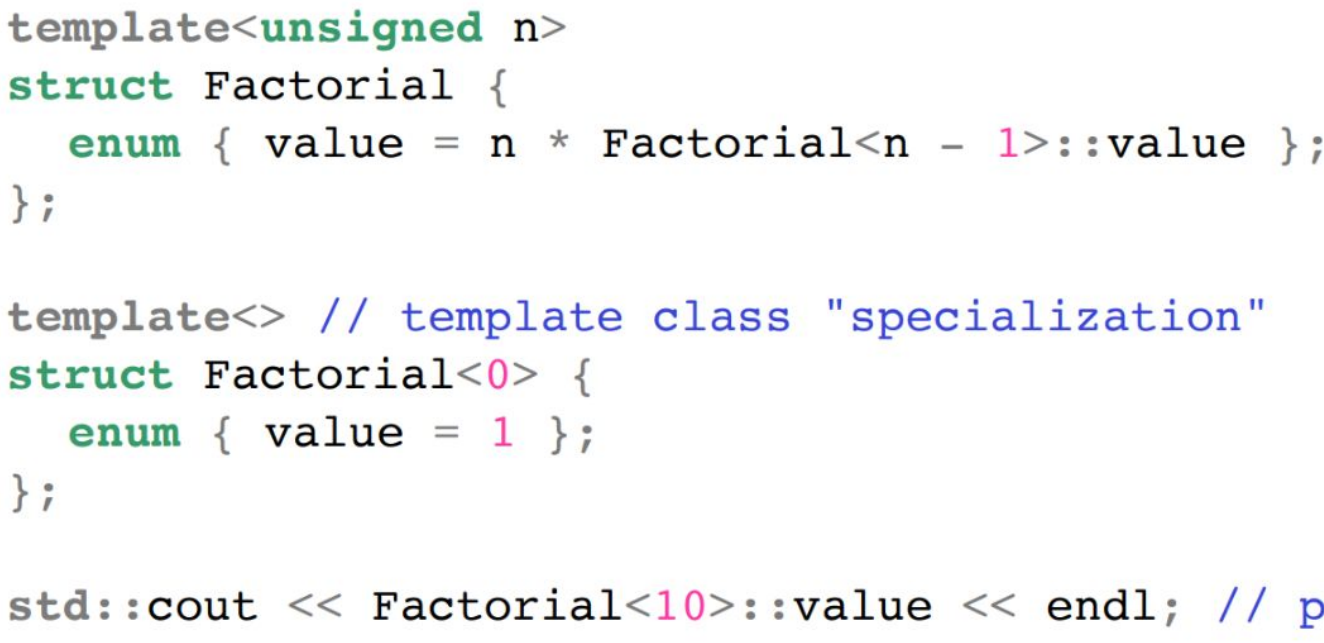 template<unsigned n>
struct Factorial {
  enum { value = n * Factorial<n - 1>::value };
};

template<> // template class "specialization"
struct Factorial<0> {
  enum { value = 1 };
};

std::cout << Factorial<10>::value << endl; // p